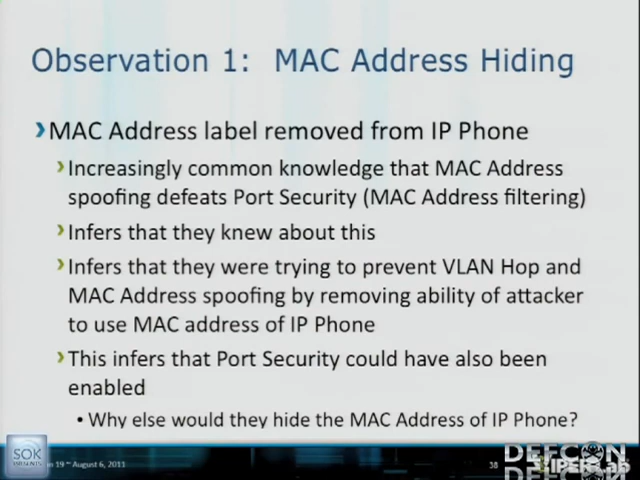 Observation 1: MAC Address Hiding
MAC Address label removed from IP Phone
Increasingly common knowledge that MAC Address
spoofing defeats Port Security (MAC Address filtering)
Infers that they knew about this
Infers that they were trying to prevent VLAN Hop and
MAC Address spoofing by removing ability of attacker
to use MAC address of IP Phone
This infers that Port Security could have also been
enabled
• Why else would they hide the MAC Address of IP Phone?
SOK
19 ~ August 6, 2011
38
DEFCON